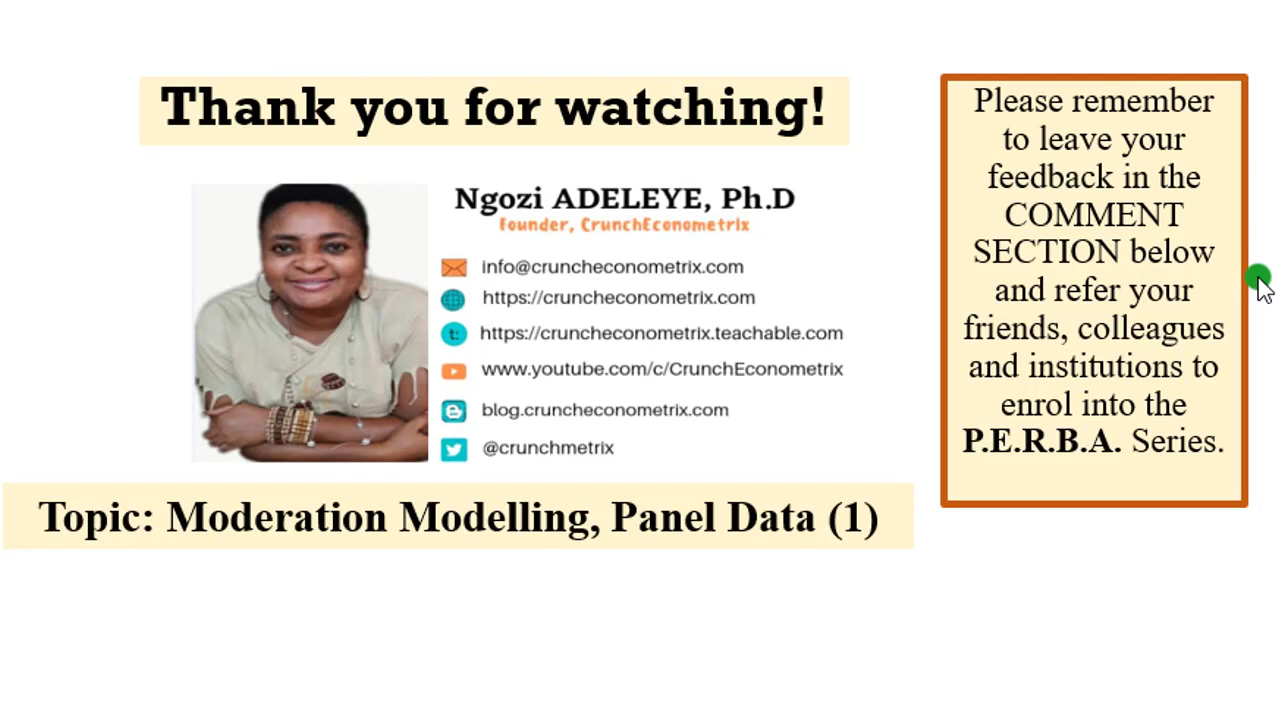 Thank you for watching!
Ngozi ADELEYE, Ph.D
Founder, CrunchEconometrix
info@cruncheconometrix.com
https://cruncheconometrix.com
t:
https://cruncheconometrix.teachable.com
www.youtube.com/c/CrunchEconometrix
blog.cruncheconometrix.com
@crunchmetrix
Topic: Moderation Modelling, Panel Data (1)
Please remember
to leave your
feedback in the
COMMENT
SECTION below
and refer your
friends, colleagues
and institutions to
enrol into the
P.E.R.B.A. Series.